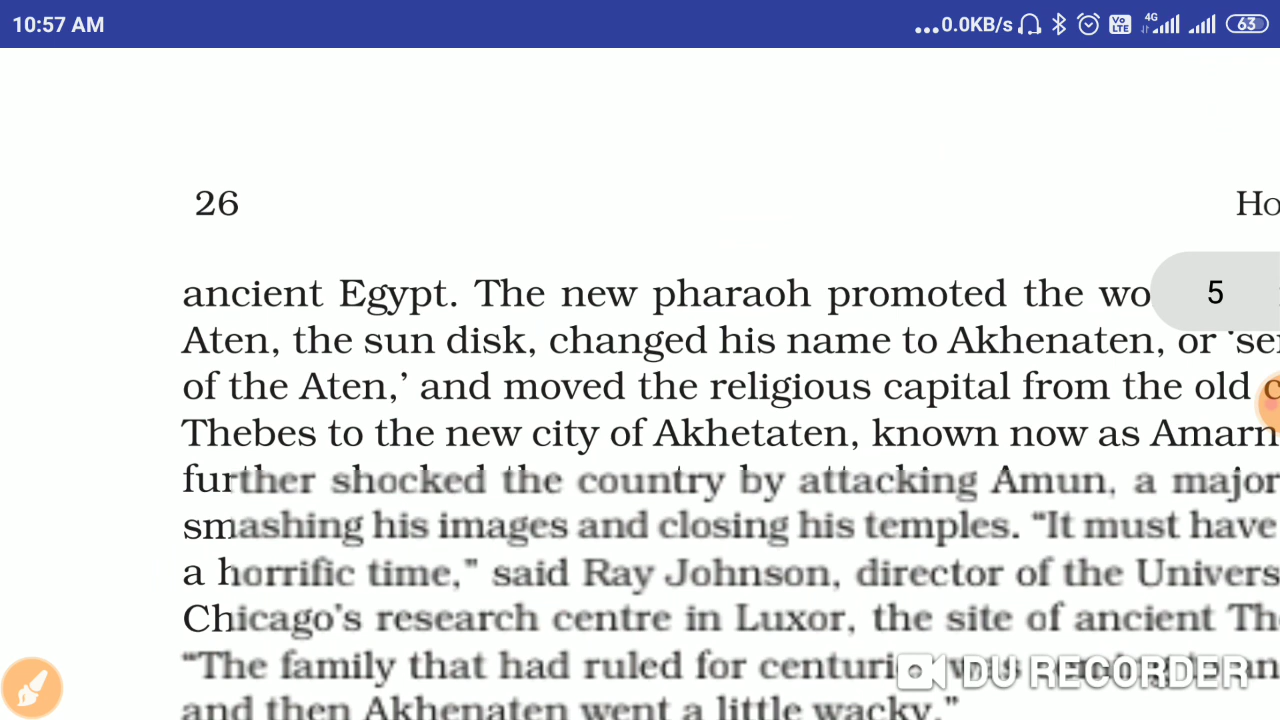 10:57 AM
...0.0KB/s Vo LTE 4G 63
26 Ho
ancient Egypt. The new pharaoh promoted the wo 5
Aten, the sun disk, changed his name to Akhenaten, or ‘se
of the Aten,’ and moved the religious capital from the old c
Thebes to the new city of Akhetaten, known now as Amarn
further shocked the country by attacking Amun, a major
smashing his images and closing his temples. “It must have
a horrific time,” said Ray Johnson, director of the Univers
Chicago’s research centre in Luxor, the site of ancient Th
“The family that had ruled for centuri an
DU RECORDER
and then Akhenaten went a little wacky.”